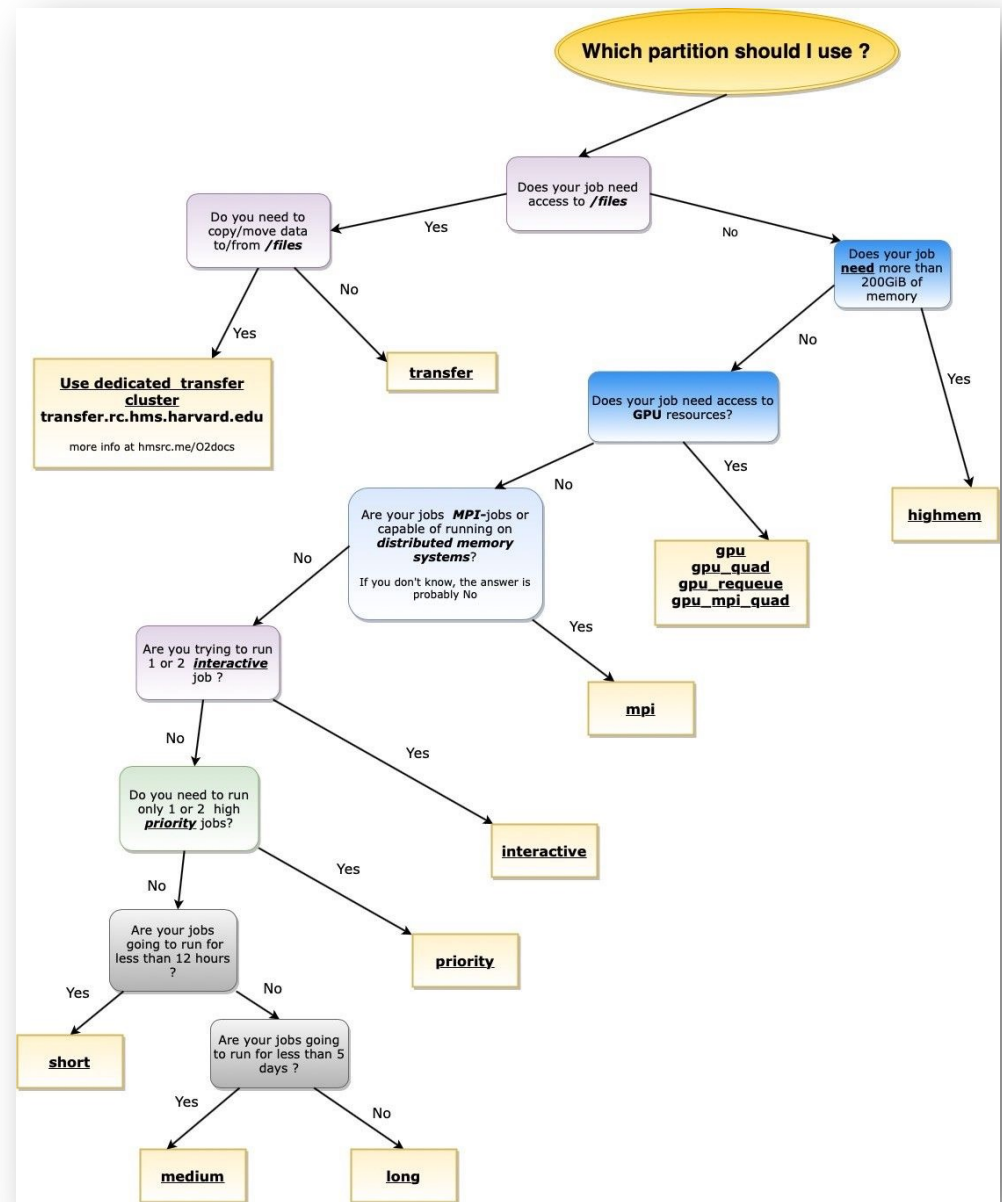 Which partition should I use ?
Does your job need
access to /files
Yes
No
Do you need to
copy/move data
to/from /files
Does your job
need more than
200GiB of
memory
No
Yes
No
Yes
Use dedicated transfer
cluster
transfer.rc.hms.harvard.edu
more info at hmsrc.me/O2docs
transfer
Does your job need access to
GPU resources?
No
Yes
highmem
Are your jobs MPI-jobs or
capable of running on
distributed memory
systems?
If you don't know, the answer is
probably No
gpu
gpu_quad
gpu_requeue
gpu_mpi_quad
No
Yes
Are you trying to run
1 or 2 interactive
job ?
mpi
No
Yes
Do you need to run
only 1 or 2 high
priority jobs?
interactive
No
Yes
Are your jobs
going to run for
less than 12 hours
?
priority
Yes
No
short
Are your jobs going
to run for less than 5
days ?
Yes
No
medium
long